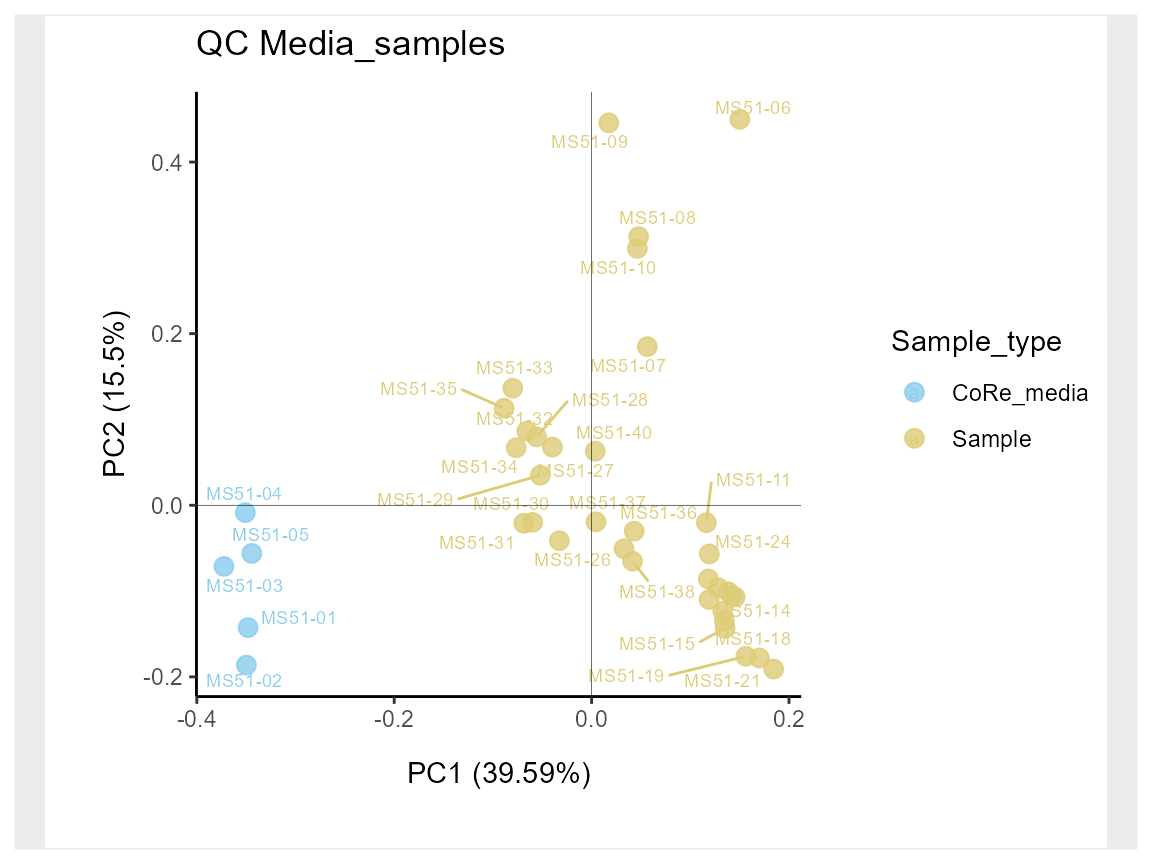 QC Media_samples
MS51-06
MS51-09
MS51-08
MS51-10
MS51-07
MS51-33
MS51-35
MS51-28
MS51-32
MS51-40
MS51-34
MS51-27
MS51-29
MS51-30
MS51-37
MS51-36
MS51-11
MS51-31
MS51-26
MS51-24
MS51-38
MS51-14
MS51-15
MS51-18
MS51-19
MS51-21
MS51-04
MS51-05
MS51-03
MS51-01
MS51-02
0.4
0.2
0.0
-0.2
PC2 (15.5%)
-0.4
-0.2
0.0
0.2
PC1 (39.59%)
Sample_type
a CoRe_media
a Sample